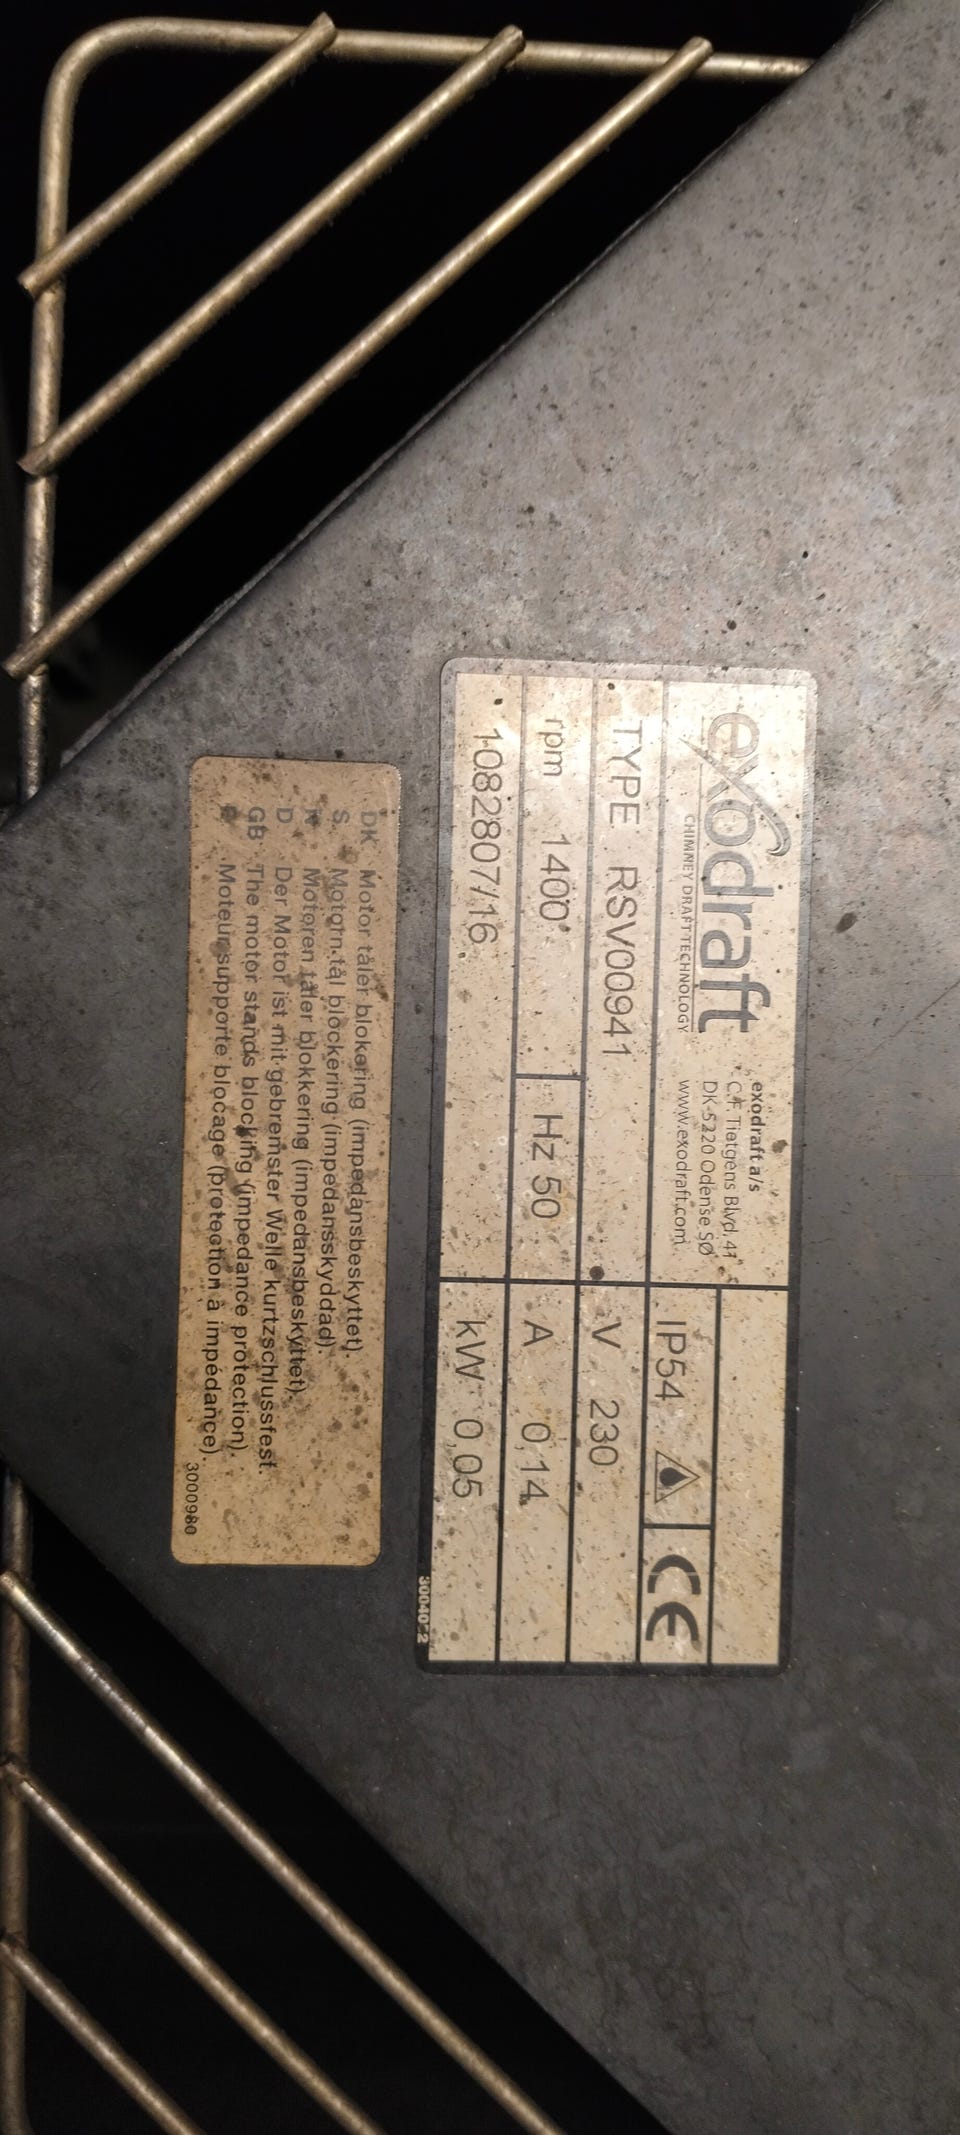 exodraft
CHIMNEY DRAFT TECHNOLOGY
exodraft a/s
C.F. Tietgens Blvd. 41
DK-5220 Odense SØ
www.exodraft.com
IP54 CE
TYPE RSV00941 V 230
rpm 1400 Hz 50 A 0,14
1082807/16 kW 0,05
DK Motor tåler blokering (impedansbeskyttet).
S Motorn tål blockering (impedansskyddad).
Motoren tåler blokkering (impedansbeskyttet).
D Der Motor ist mit gebremster Welle kurtzschlussfest.
GB The motor stands blocking (impedance protection).
Moteur supporte blocage (protection à impédance).
3000980